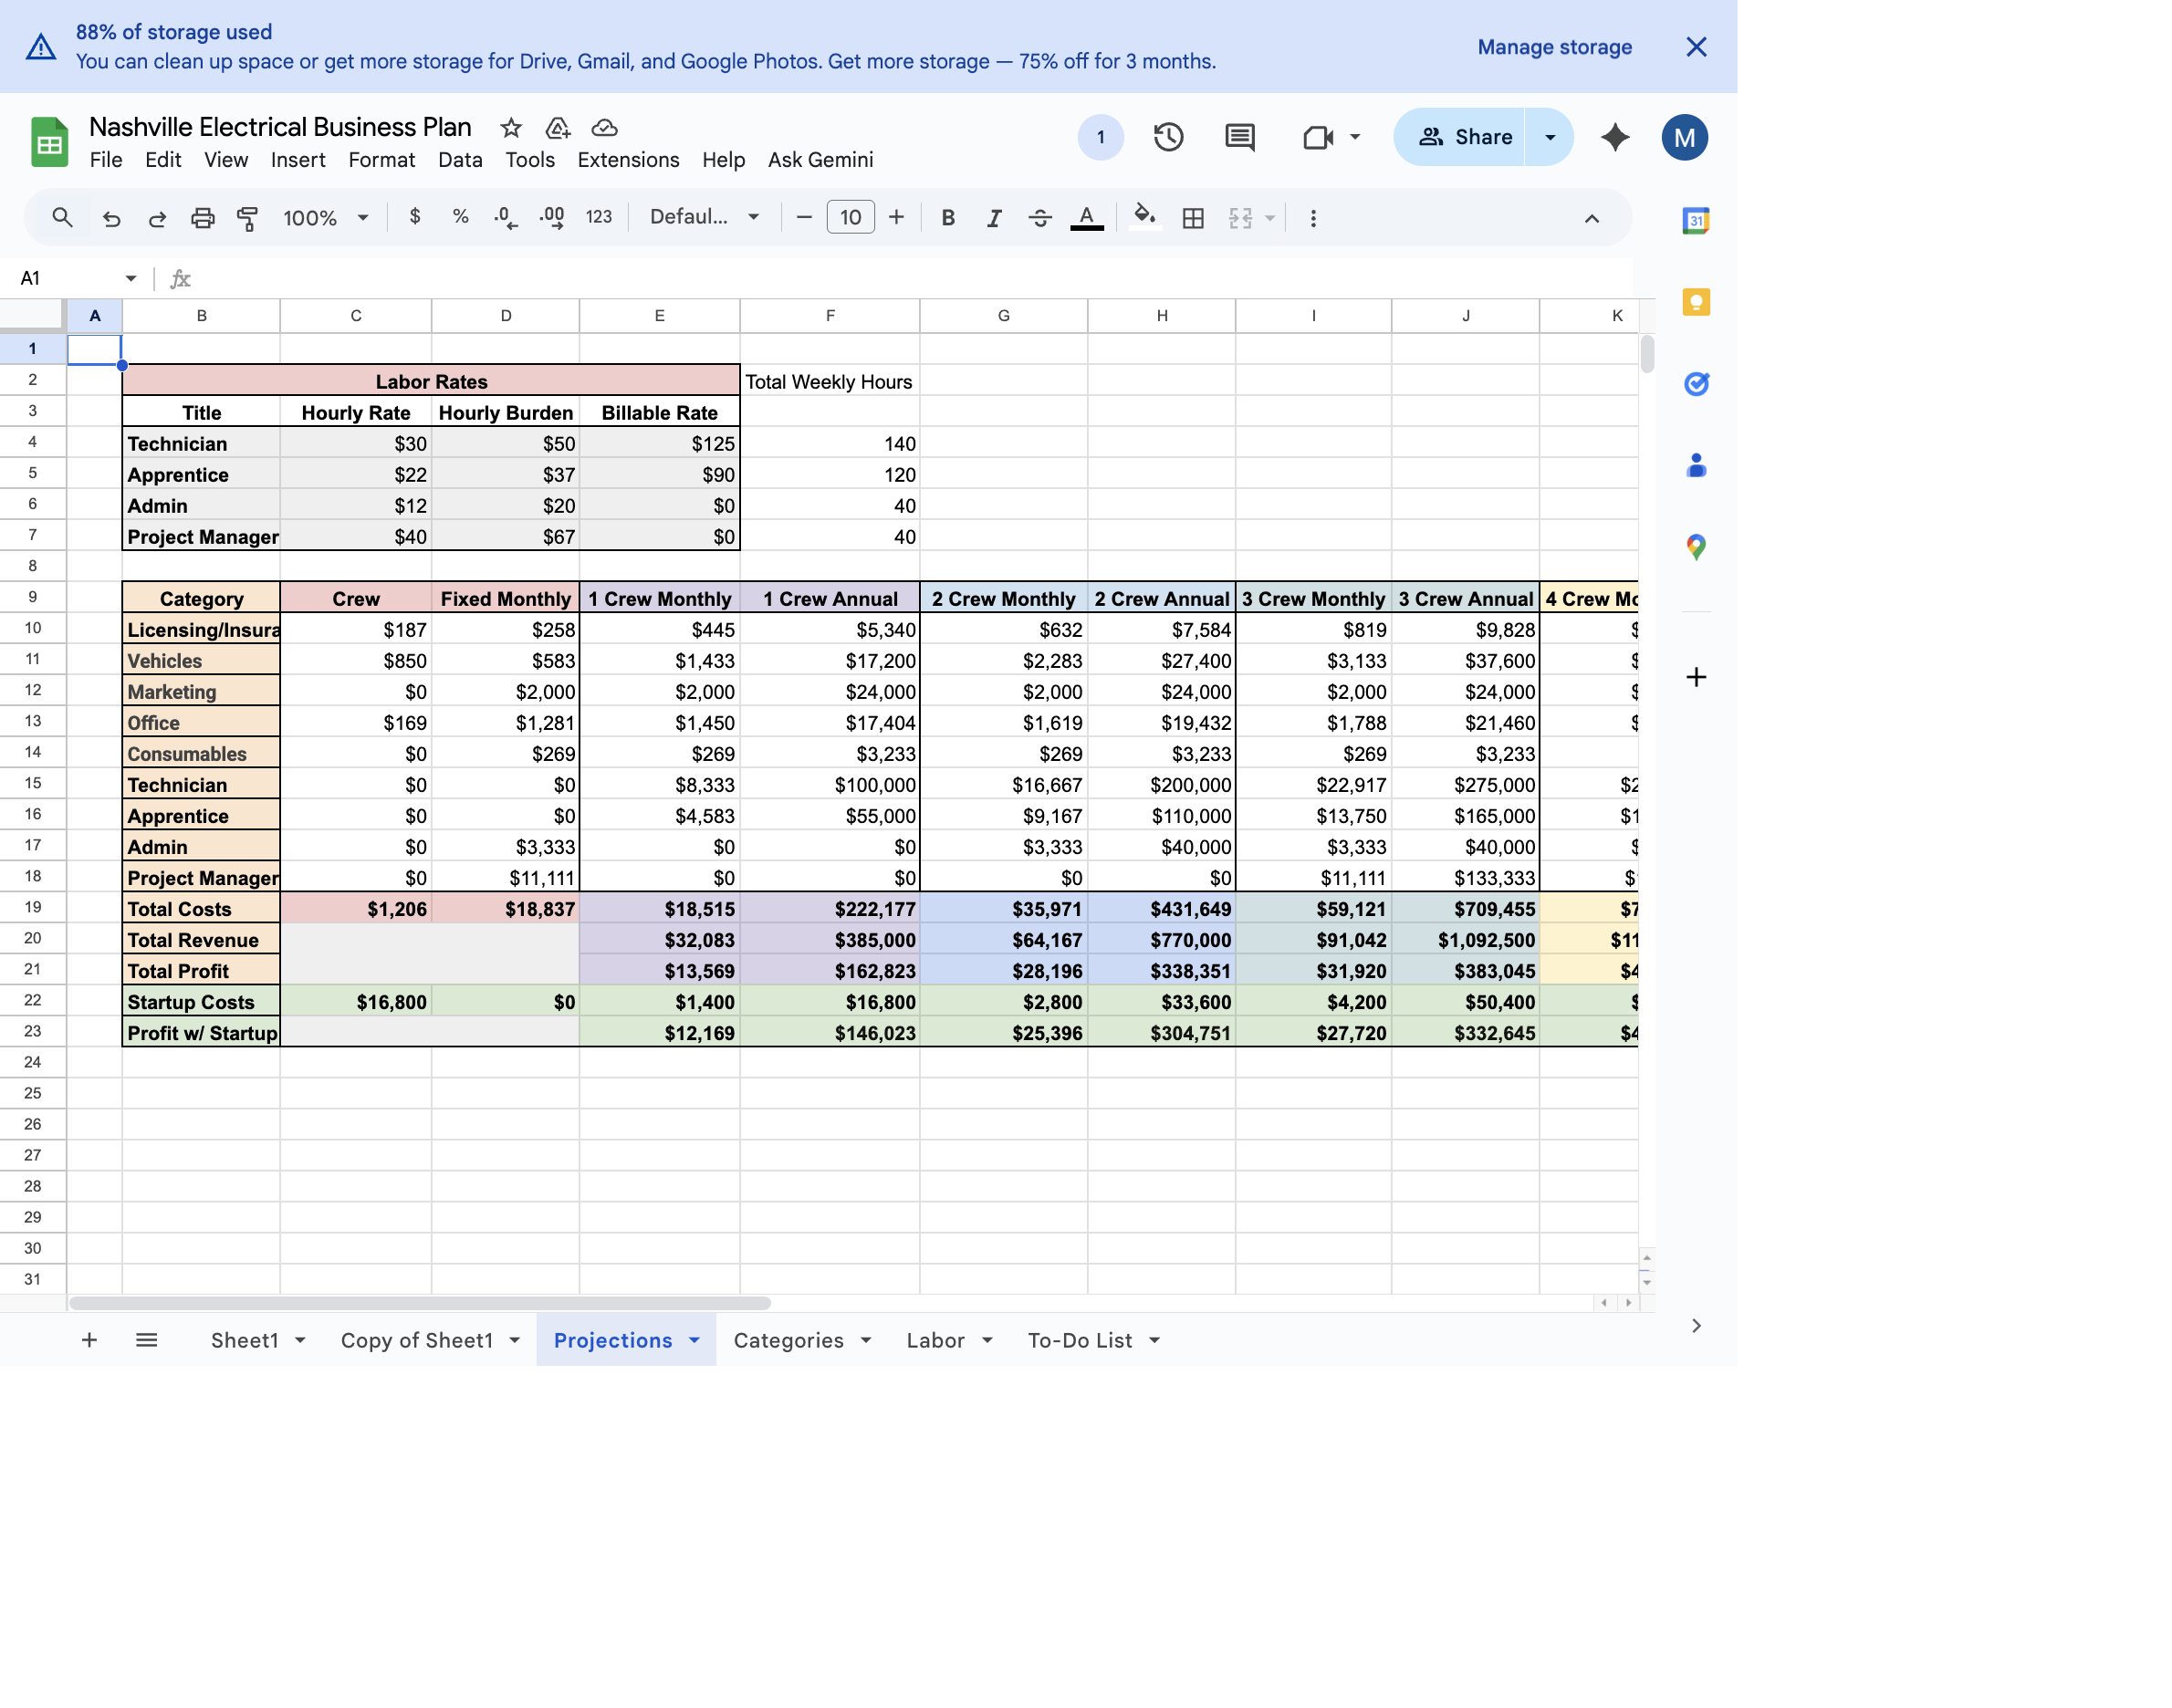 88% of storage used
You can clean up space or get more storage for Drive, Gmail, and Google Photos. Get more storage — 75% off for 3 months.
Manage storage
Nashville Electrical Business Plan
File Edit View Insert Format Data Tools Extensions Help Ask Gemini
1 Share M
100% $ % .0 .00 123 Defaul... 10 B I S A
31
A1 fx
A B C D E F G H I J K
1
2 Labor Rates Total Weekly Hours
3 Title Hourly Rate Hourly Burden Billable Rate
4 Technician $30 $50 $125 140
5 Apprentice $22 $37 $90 120
6 Admin $12 $20 $0 40
7 Project Manager $40 $67 $0 40
8
9 Category Crew Fixed Monthly 1 Crew Monthly 1 Crew Annual 2 Crew Monthly 2 Crew Annual 3 Crew Monthly 3 Crew Annual 4 Crew Mo
10 Licensing/Insura $187 $258 $445 $5,340 $632 $7,584 $819 $9,828 $
11 Vehicles $850 $583 $1,433 $17,200 $2,283 $27,400 $3,133 $37,600 $
12 Marketing $0 $2,000 $2,000 $24,000 $2,000 $24,000 $2,000 $24,000 $
13 Office $169 $1,281 $1,450 $17,404 $1,619 $19,432 $1,788 $21,460 $
14 Consumables $0 $269 $269 $3,233 $269 $3,233 $269 $3,233
15 Technician $0 $0 $8,333 $100,000 $16,667 $200,000 $22,917 $275,000 $2
16 Apprentice $0 $0 $4,583 $55,000 $9,167 $110,000 $13,750 $165,000 $1
17 Admin $0 $3,333 $0 $0 $3,333 $40,000 $3,333 $40,000 $
18 Project Manager $0 $11,111 $0 $0 $0 $0 $11,111 $133,333 $
19 Total Costs $1,206 $18,837 $18,515 $222,177 $35,971 $431,649 $59,121 $709,455 $7
20 Total Revenue $32,083 $385,000 $64,167 $770,000 $91,042 $1,092,500 $11
21 Total Profit $13,569 $162,823 $28,196 $338,351 $31,920 $383,045 $4
22 Startup Costs $16,800 $0 $1,400 $16,800 $2,800 $33,600 $4,200 $50,400 $
23 Profit w/ Startup $12,169 $146,023 $25,396 $304,751 $27,720 $332,645 $4
24
25
26
27
28
29
30
31
Sheet1 Copy of Sheet1 Projections Categories Labor To-Do List